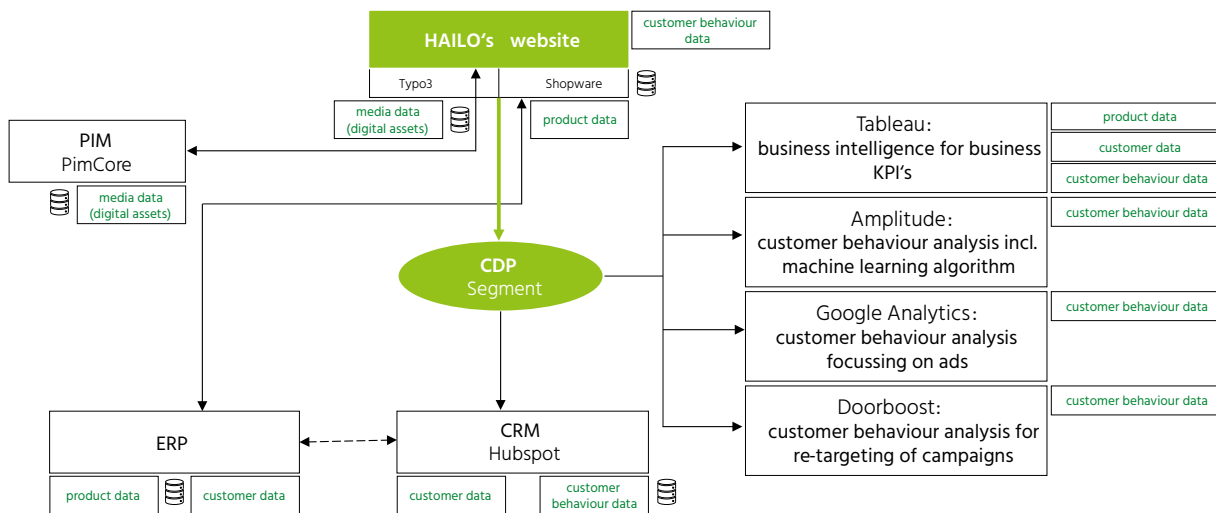 HAILO‘s website
customer behaviour
data
Typo3
Shopware
media data
(digital assets)
product data
PIM
PimCore
media data
(digital assets)
CDP
Segment
Tableau:
business intelligence for business
KPI‘s
product data
customer data
customer behaviour data
Amplitude:
customer behaviour analysis incl.
machine learning algorithm
customer behaviour data
Google Analytics:
customer behaviour analysis
focussing on ads
customer behaviour data
Doorboost:
customer behaviour analysis for
re-targeting of campaigns
customer behaviour data
ERP
product data
customer data
CRM
Hubspot
customer data
customer
behaviour data